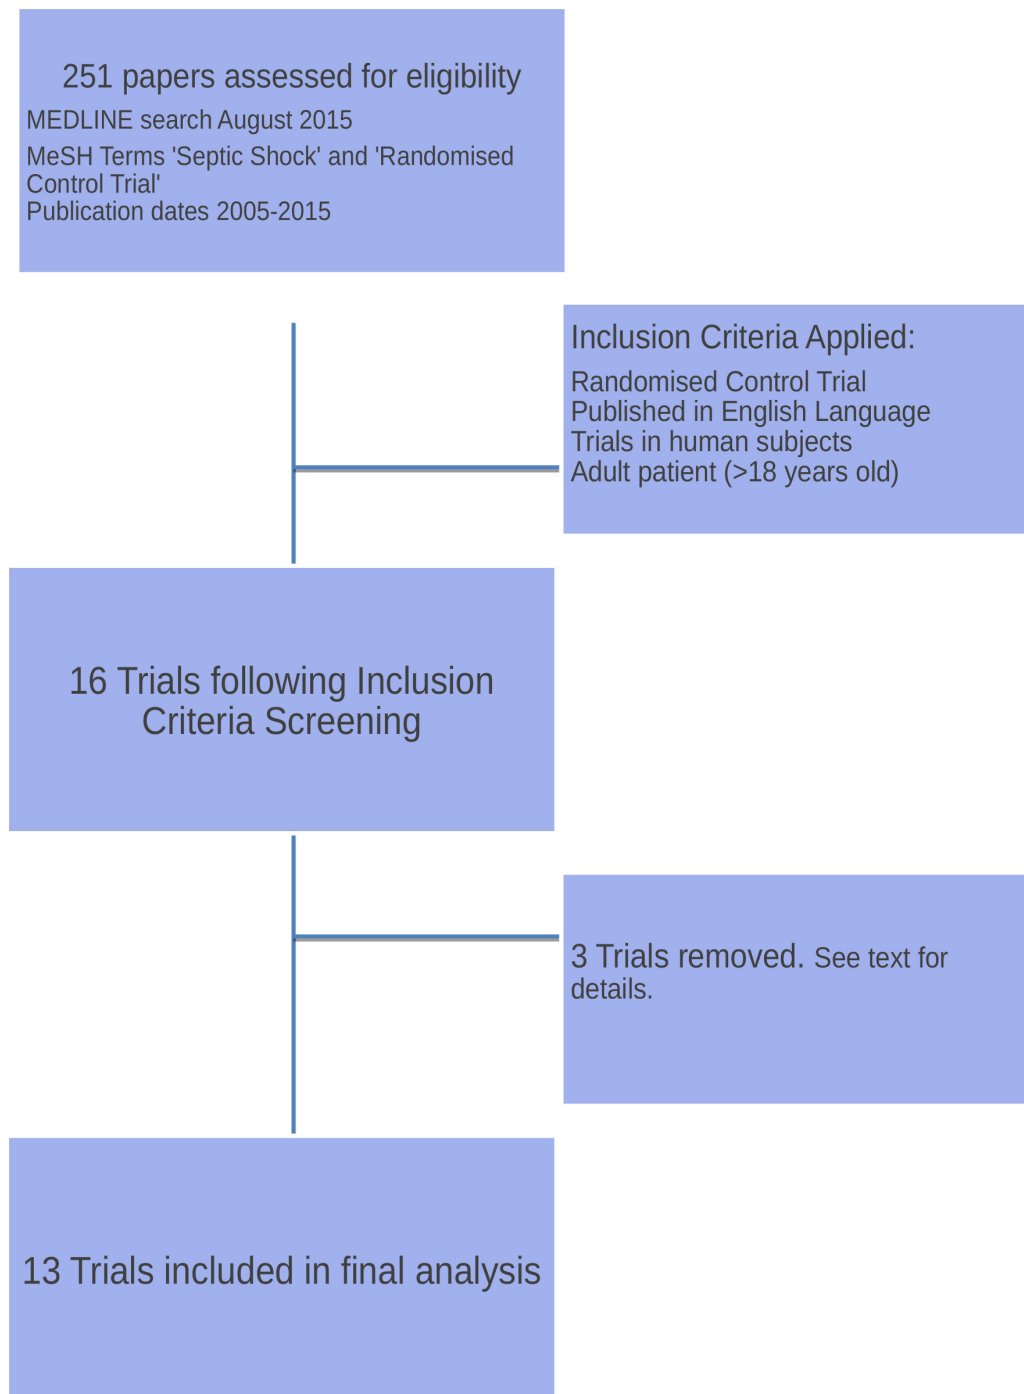 251 papers assessed for eligibility
MEDLINE search August 2015
MeSH Terms 'Septic Shock' and 'Randomised
Control Trial'
Publication dates 2005-2015
Inclusion Criteria Applied:
Randomised Control Trial
Published in English Language
Trials in human subjects
Adult patient (>18 years old)
16 Trials following Inclusion
Criteria Screening
3 Trials removed. See text for
details.
13 Trials included in final analysis